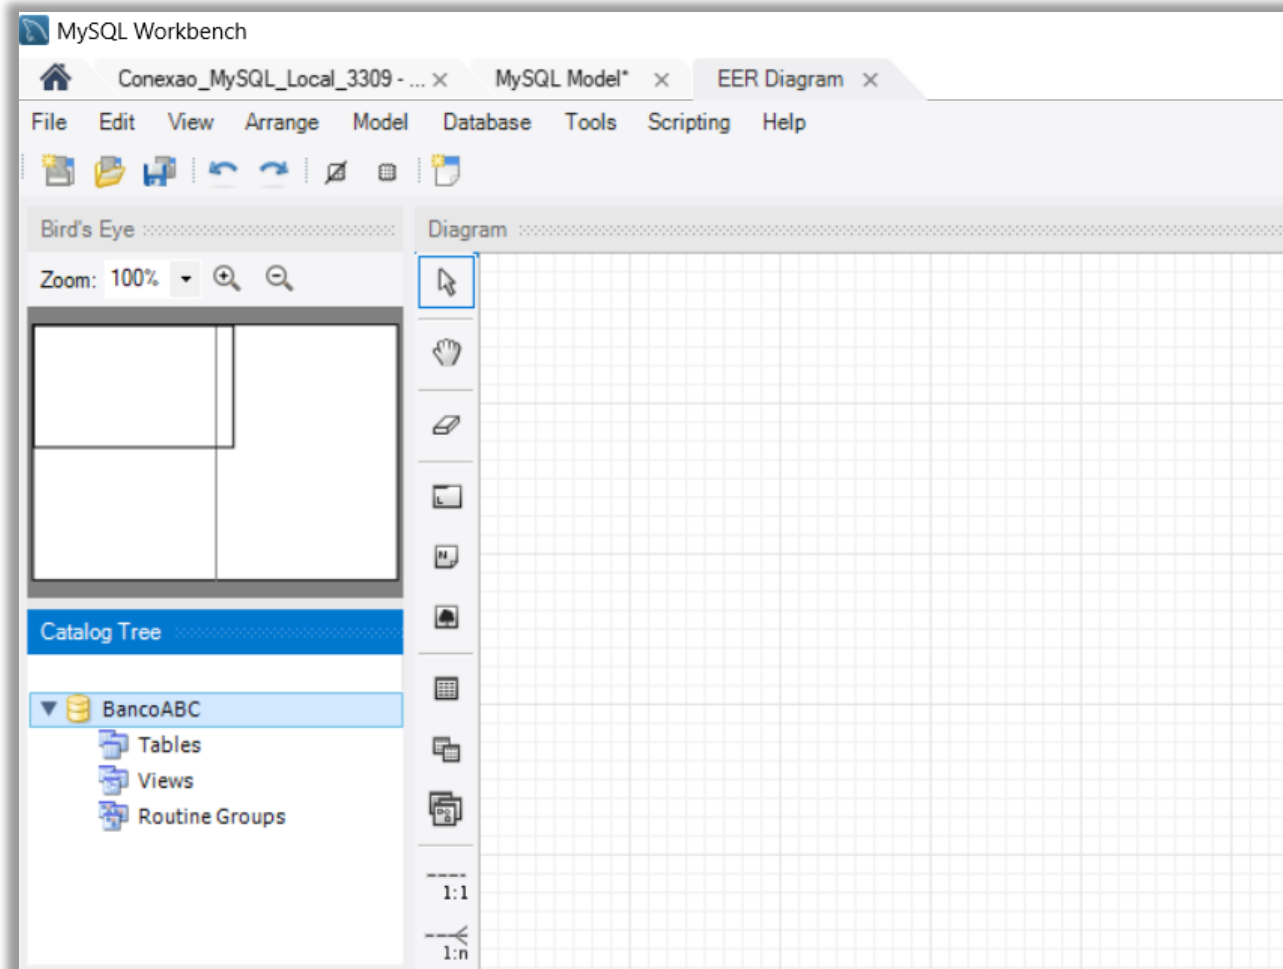 MySQL Workbench
Conexao_MySQL_Local_3309 - ... × MySQL Model* × EER Diagram ×
File Edit View Arrange Model Database Tools Scripting Help
Bird's Eye
Diagram
Zoom: 100%
L
N
Catalog Tree
BancoABC
Tables
Views
Routine Groups
1:1
1:n